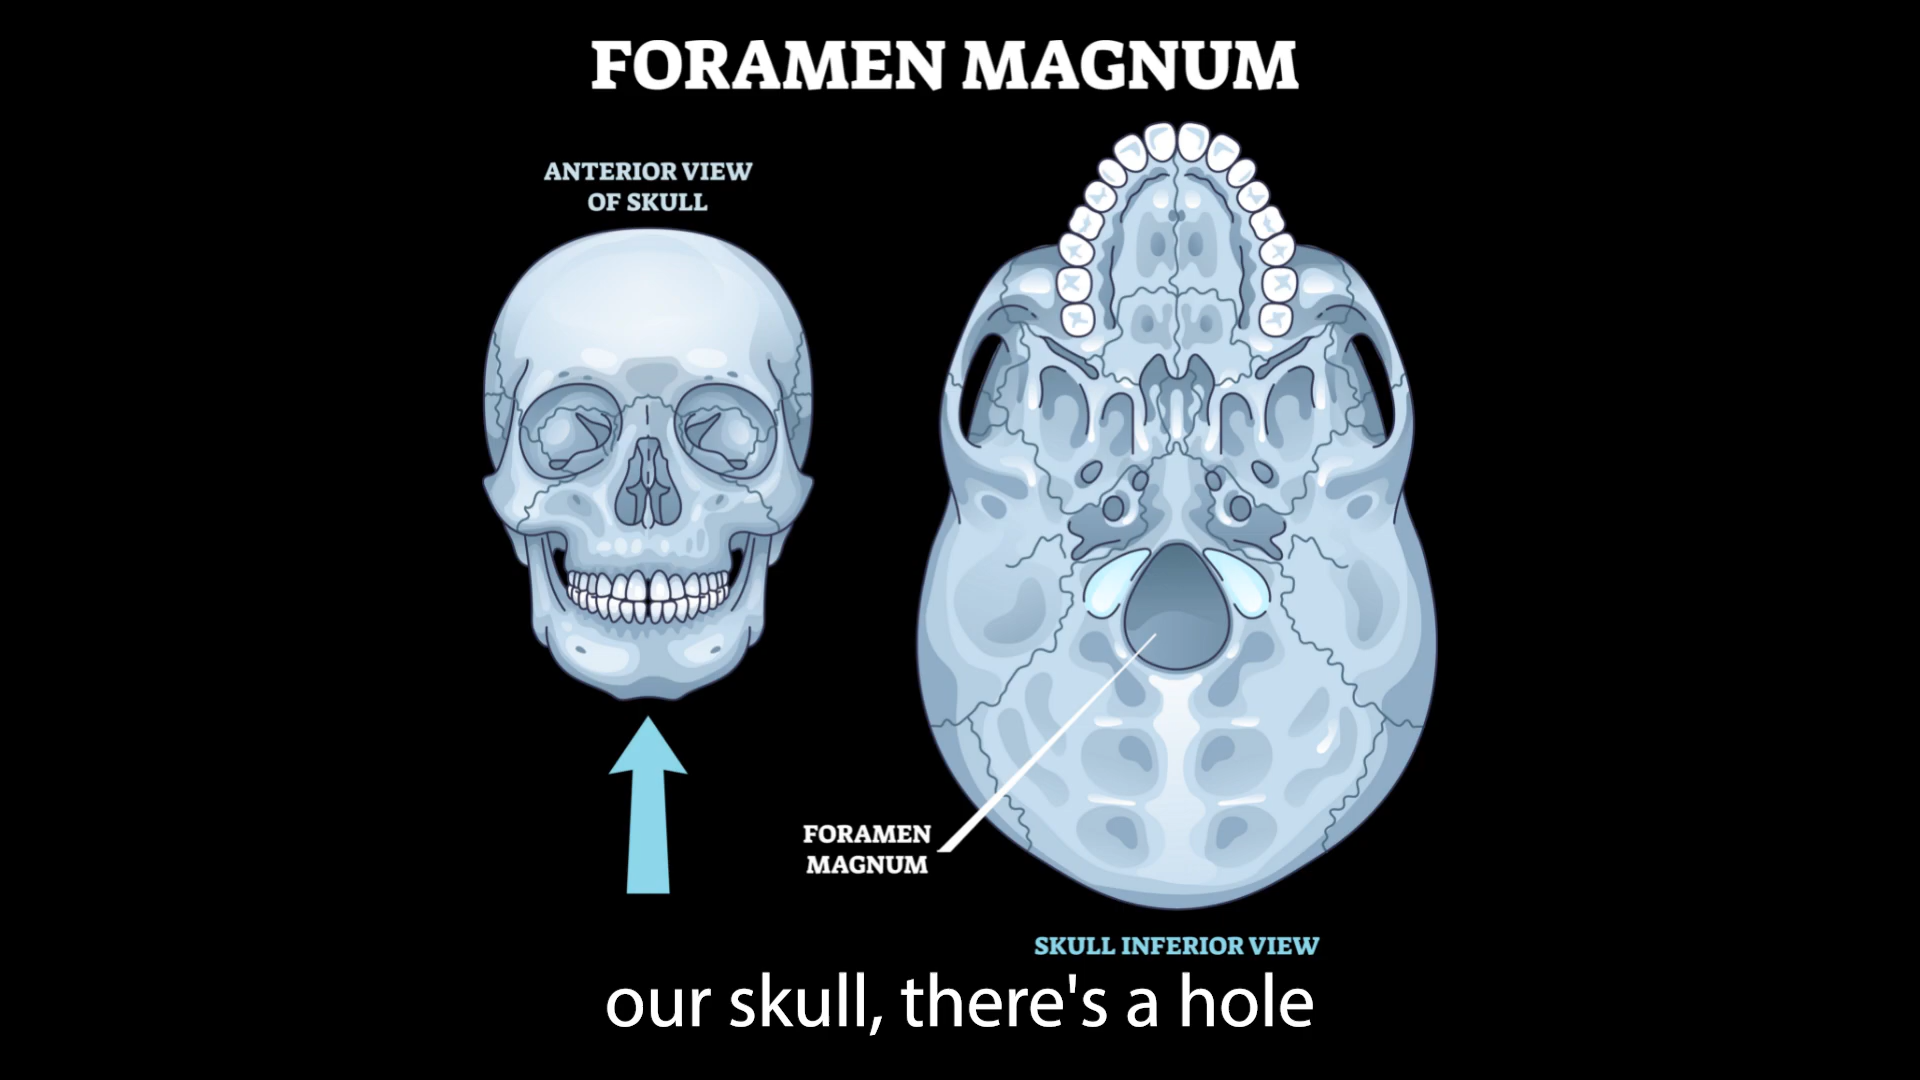 FORAMEN MAGNUM
ANTERIOR VIEW
OF SKULL
FORAMEN
MAGNUM
SKULL INFERIOR VIEW
our skull, there's a hole